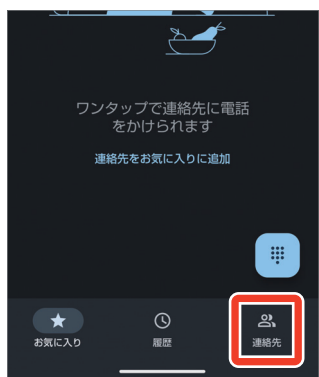 ワンタップで連絡先に電話
をかけられます
連絡先をお気に入りに追加
お気に入り
履歴
連絡先